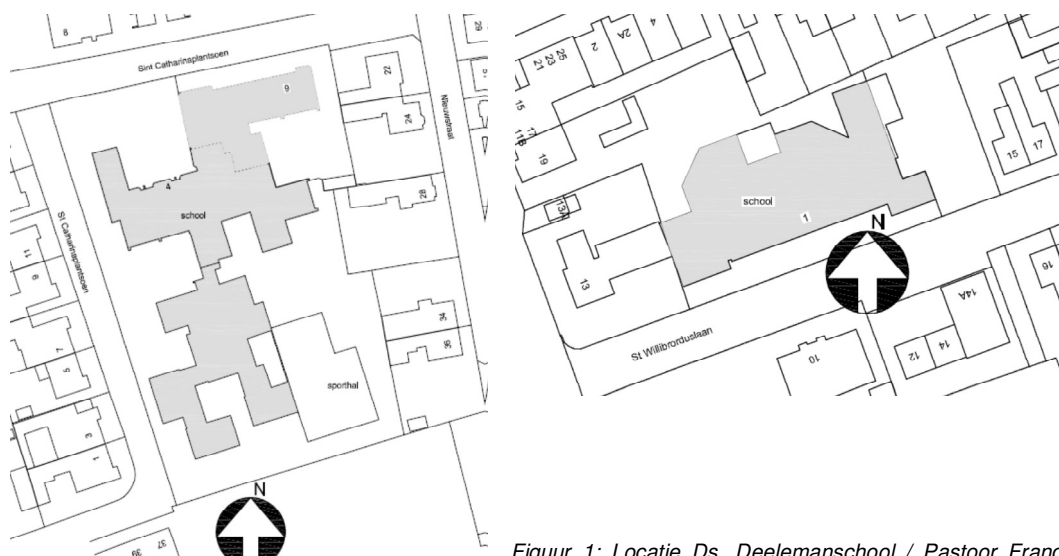 8
29
Sint Catharinaplantsoen
9
22
24
Nieuwstraat
4
28
school
St Catharinaplantsoen
11
9
7
5
3
1
34
36
sporthal
N
37
39
4
2A
2
25
23
21
15
17
11B
19
13A
13
school
1
15
17
N
St Willibrorduslaan
10
12
14
14A
16
Figuur 1: Locatie Ds. Deelemanschool / Pastoor Franc